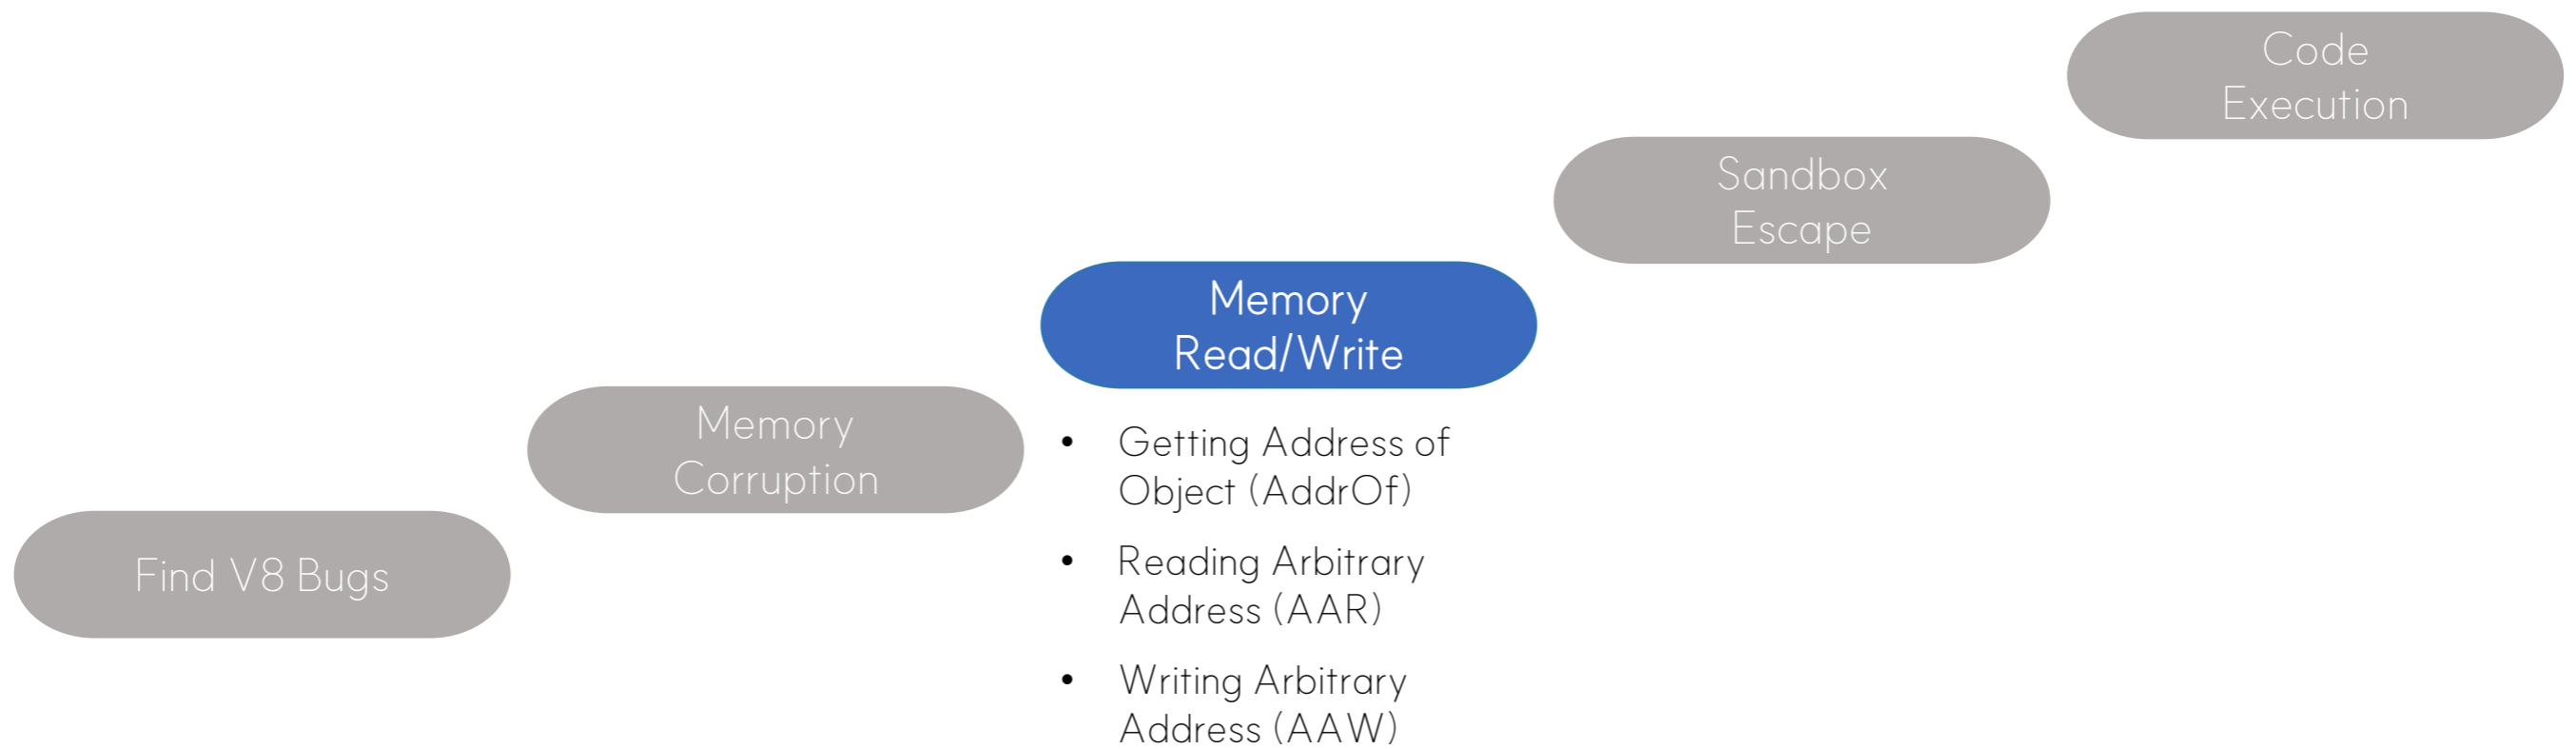 Find V8 Bugs
Memory
Corruption
Memory
Read/Write
• Getting Address of
Object (AddrOf)
• Reading Arbitrary
Address (AAR)
• Writing Arbitrary
Address (AAW)
Sandbox
Escape
Code
Execution